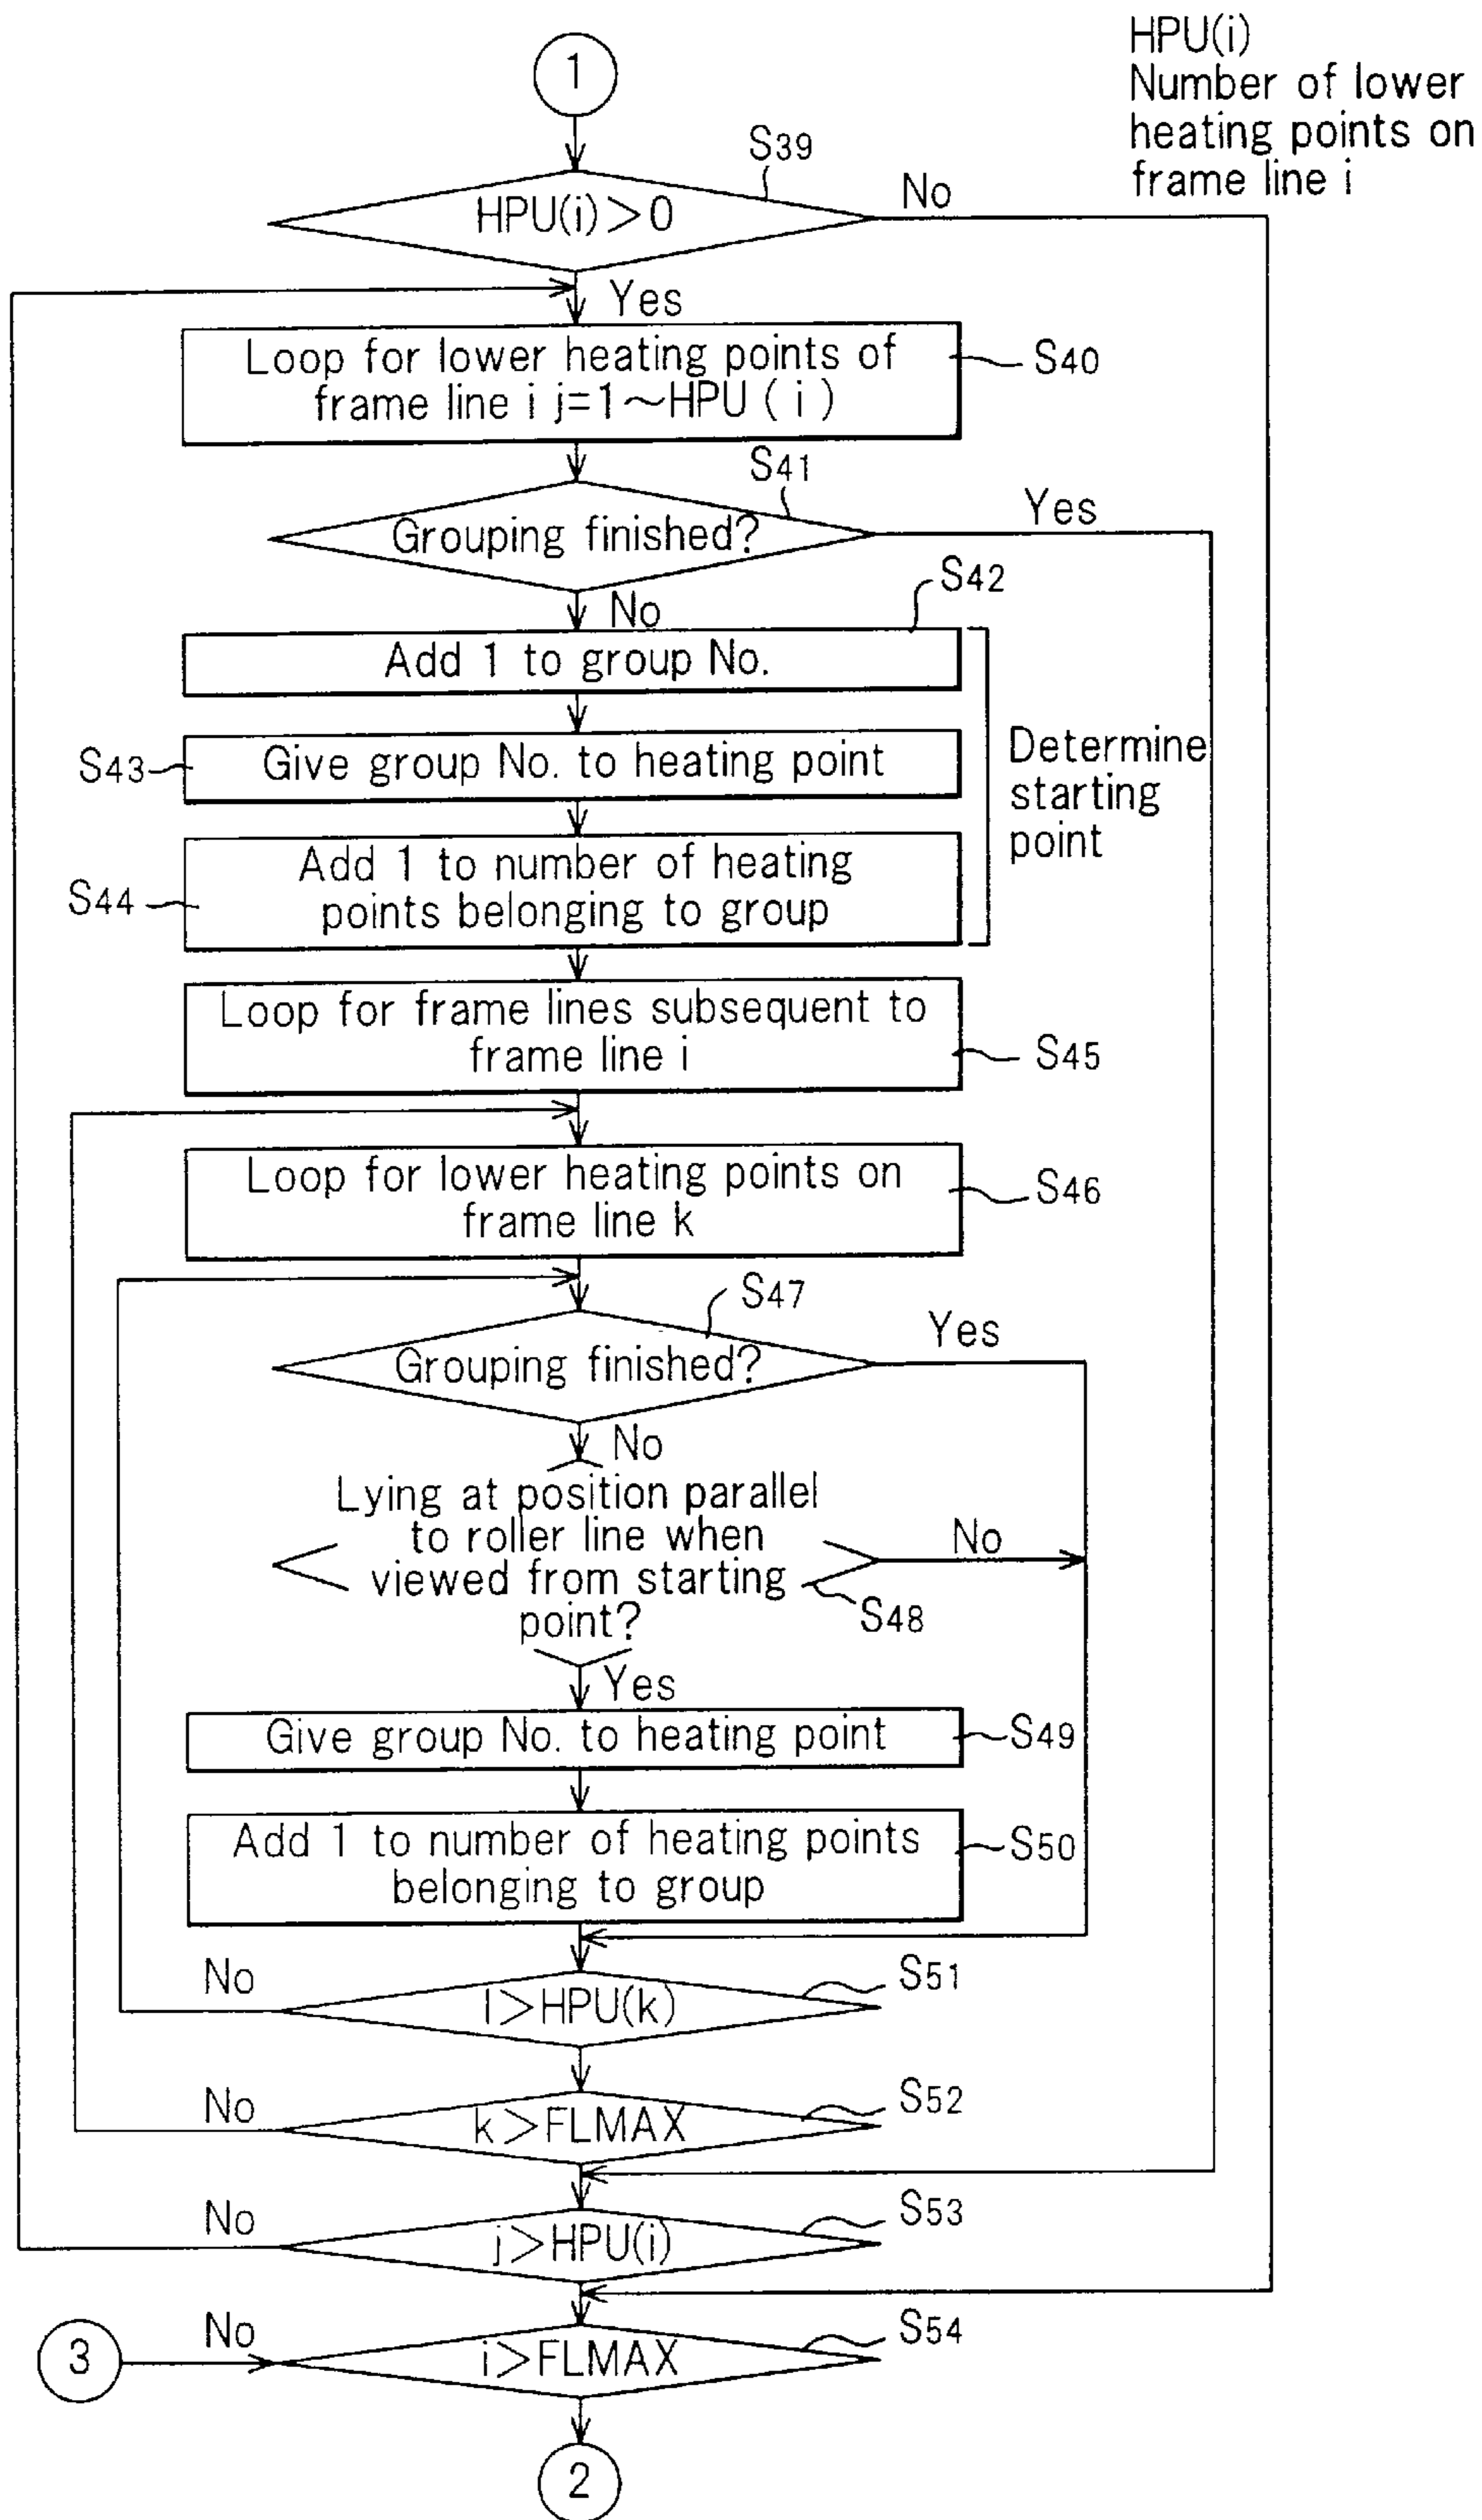 HPU(i)
Number of lower
heating points on
frame line i
1
S39
HPU(i)>0
No
Yes
Loop for lower heating points of
frame line i j=1~HPU ( i )
S40
S41
Grouping finished?
Yes
No
S42
Add 1 to group No.
S43
Give group No. to heating point
Determine
starting
point
S44
Add 1 to number of heating
points belonging to group
Loop for frame lines subsequent to
frame line i
S45
Loop for lower heating points on
frame line k
S46
S47
Grouping finished?
Yes
No
Lying at position parallel
to roller line when
viewed from starting
point?
No
S48
Yes
Give group No. to heating point
S49
Add 1 to number of heating points
belonging to group
S50
No
l>HPU(k)
S51
No
k>FLMAX
S52
No
j>HPU(i)
S53
3
No
i>FLMAX
S54
2